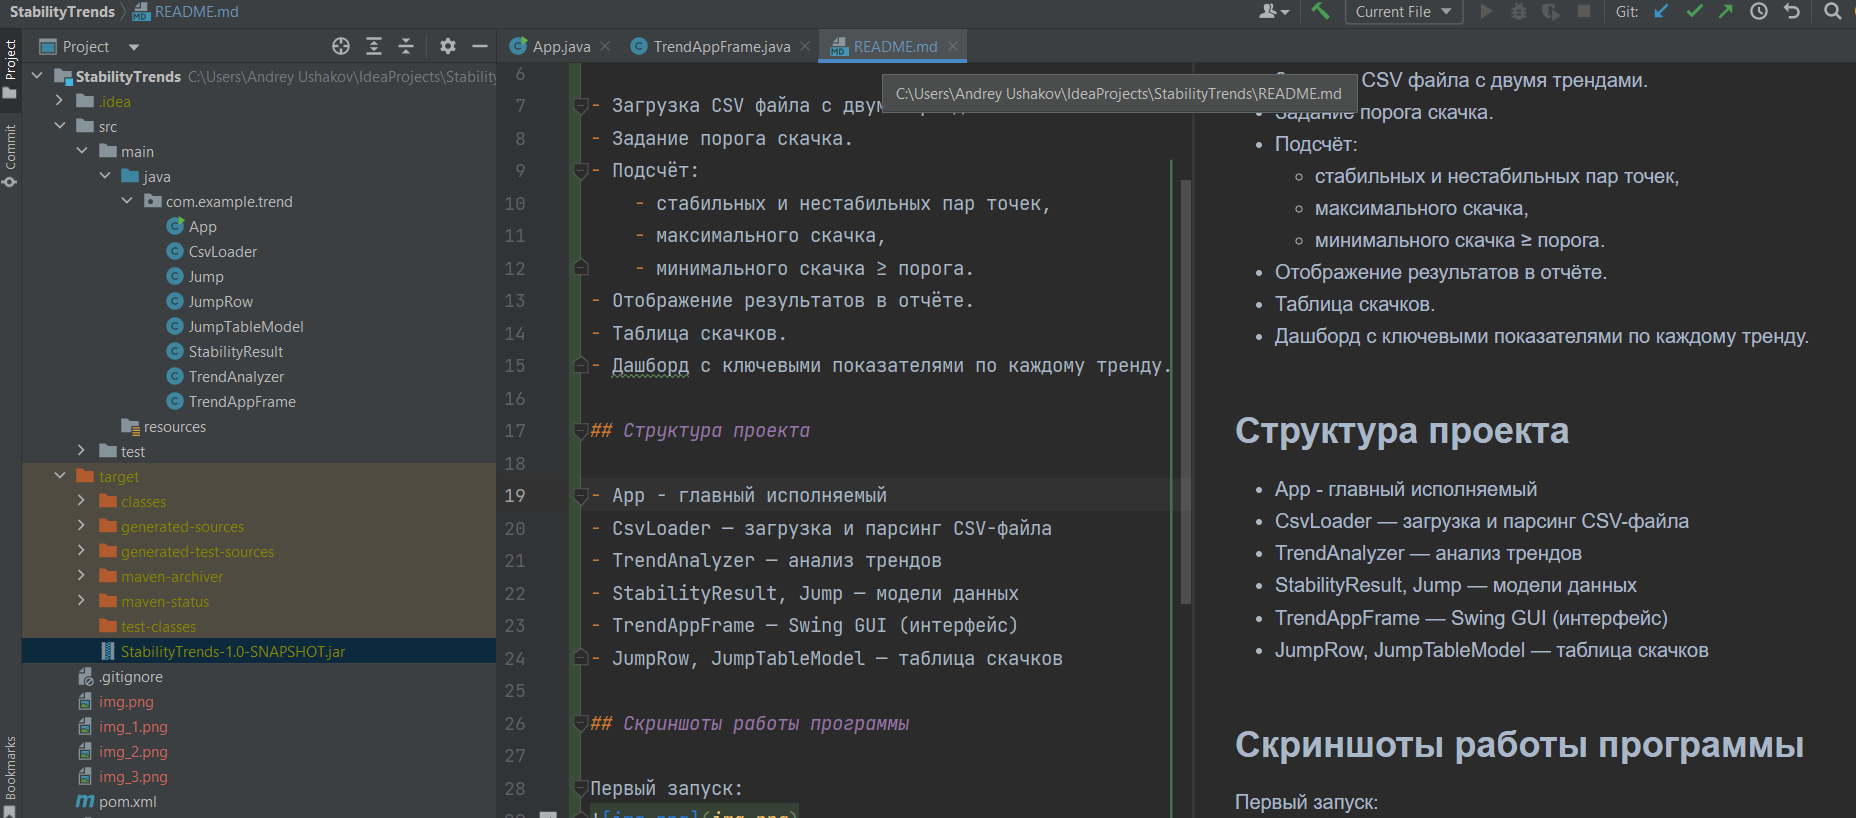 StabilityTrends
README.md
Current File
Git:
Project
App.java
TrendAppFrame.java
README.md
Project
Commit
Bookmarks
StabilityTrends C:\Users\Andrey Ushakov\IdeaProjects\Stability
.idea
src
main
java
com.example.trend
App
CsvLoader
Jump
JumpRow
JumpTableModel
StabilityResult
TrendAnalyzer
TrendAppFrame
resources
test
target
classes
generated-sources
generated-test-sources
maven-archiver
maven-status
test-classes
StabilityTrends-1.0-SNAPSHOT.jar
.gitignore
img.png
img_1.png
img_2.png
img_3.png
pom.xml
C:\Users\Andrey Ushakov\IdeaProjects\StabilityTrends\README.md
6
7 - Загрузка CSV файла с двум
8 - Задание порога скачка.
9 - Подсчёт:
10 - стабильных и нестабильных пар точек,
11 - максимального скачка,
12 - минимального скачка ≥ порога.
13 - Отображение результатов в отчёте.
14 - Таблица скачков.
15 - Дашборд с ключевыми показателями по каждому тренду.
16
17 ## Структура проекта
18
19 - App - главный исполняемый
20 - CsvLoader — загрузка и парсинг CSV-файла
21 - TrendAnalyzer — анализ трендов
22 - StabilityResult, Jump — модели данных
23 - TrendAppFrame — Swing GUI (интерфейс)
24 - JumpRow, JumpTableModel — таблица скачков
25
26 ## Скриншоты работы программы
27
28 Первый запуск:
![img.png](img.png)
CSV файла с двумя трендами.
Задание порога скачка.
Подсчёт:
стабильных и нестабильных пар точек,
максимального скачка,
минимального скачка ≥ порога.
Отображение результатов в отчёте.
Таблица скачков.
Дашборд с ключевыми показателями по каждому тренду.
Структура проекта
App - главный исполняемый
CsvLoader — загрузка и парсинг CSV-файла
TrendAnalyzer — анализ трендов
StabilityResult, Jump — модели данных
TrendAppFrame — Swing GUI (интерфейс)
JumpRow, JumpTableModel — таблица скачков
Скриншоты работы программы
Первый запуск: